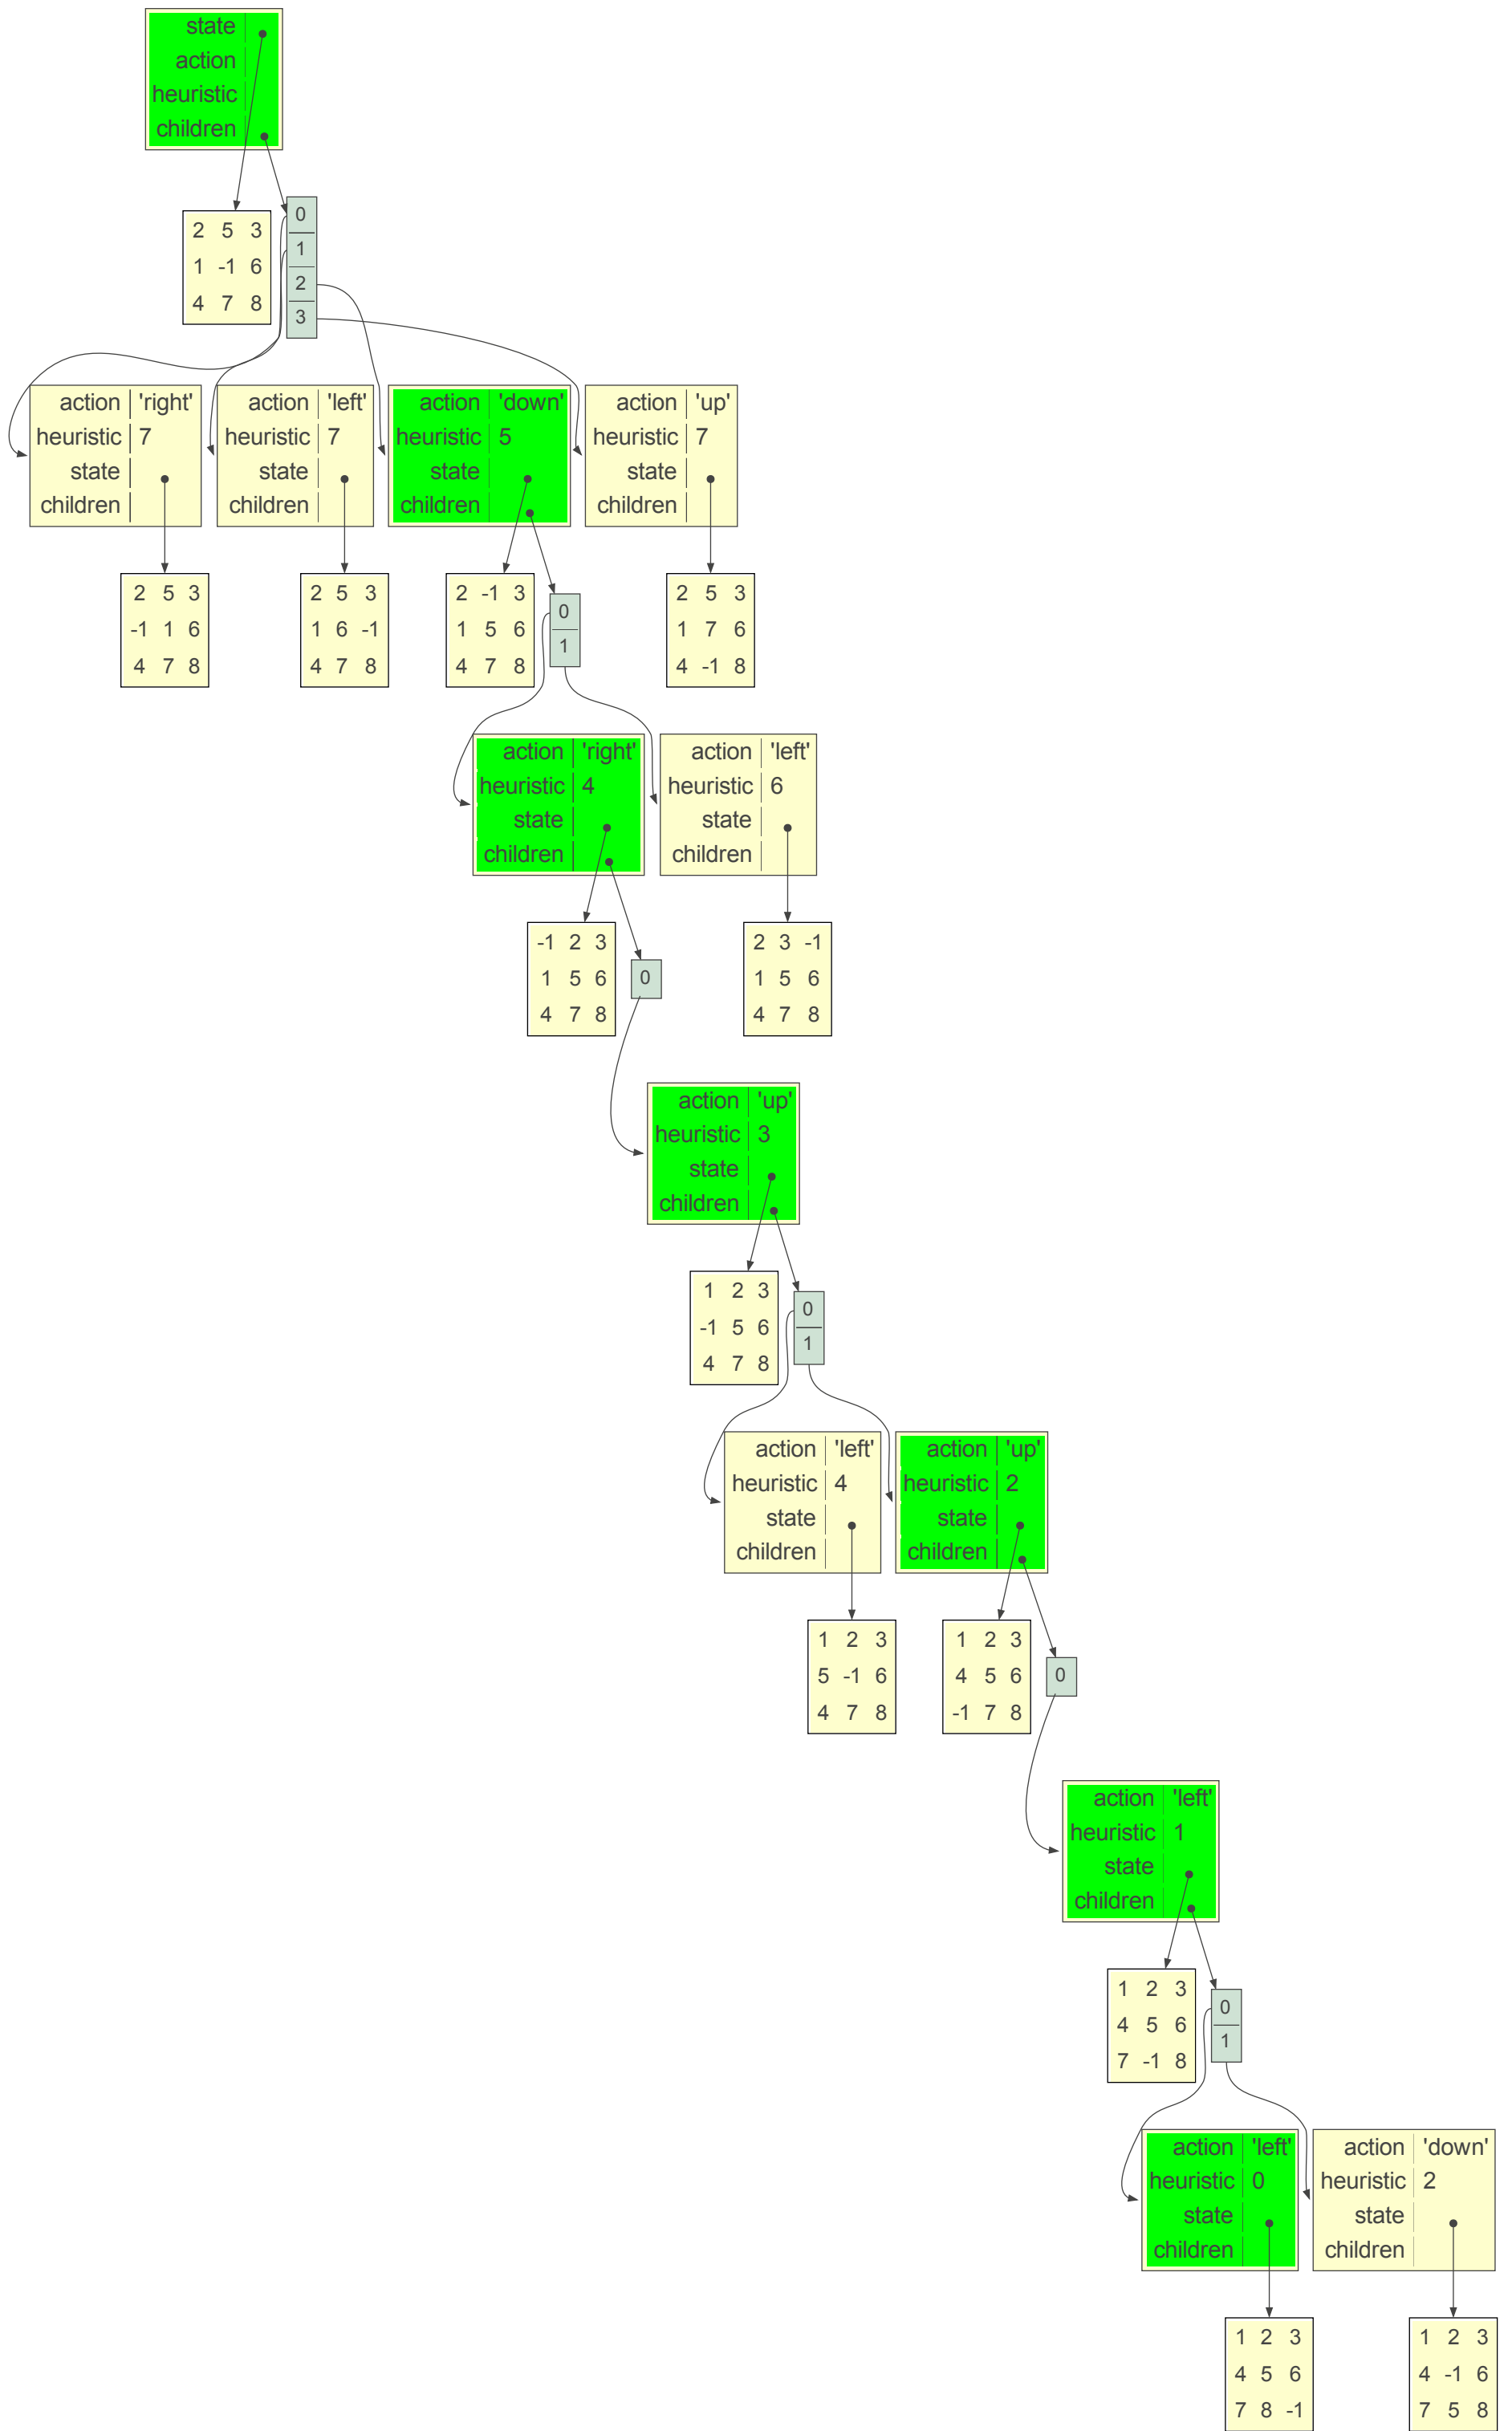 state
action
heuristic
children
2 5 3
1 -1 6
4 7 8
0
1
2
3
action 'right'
heuristic 7
state
children
action 'left'
heuristic 7
state
children
action 'down'
heuristic 5
state
children
action 'up'
heuristic 7
state
children
2 5 3
-1 1 6
4 7 8
2 5 3
1 6 -1
4 7 8
2 -1 3
1 5 6
4 7 8
0
1
2 5 3
1 7 6
4 -1 8
action 'right'
heuristic 4
state
children
action 'left'
heuristic 6
state
children
-1 2 3
1 5 6
4 7 8
0
2 3 -1
1 5 6
4 7 8
action 'up'
heuristic 3
state
children
1 2 3
-1 5 6
4 7 8
0
1
action 'left'
heuristic 4
state
children
action 'up'
heuristic 2
state
children
1 2 3
5 -1 6
4 7 8
1 2 3
4 5 6
-1 7 8
0
action 'left'
heuristic 1
state
children
1 2 3
4 5 6
7 -1 8
0
1
action 'left'
heuristic 0
state
children
action 'down'
heuristic 2
state
children
1 2 3
4 5 6
7 8 -1
1 2 3
4 -1 6
7 5 8